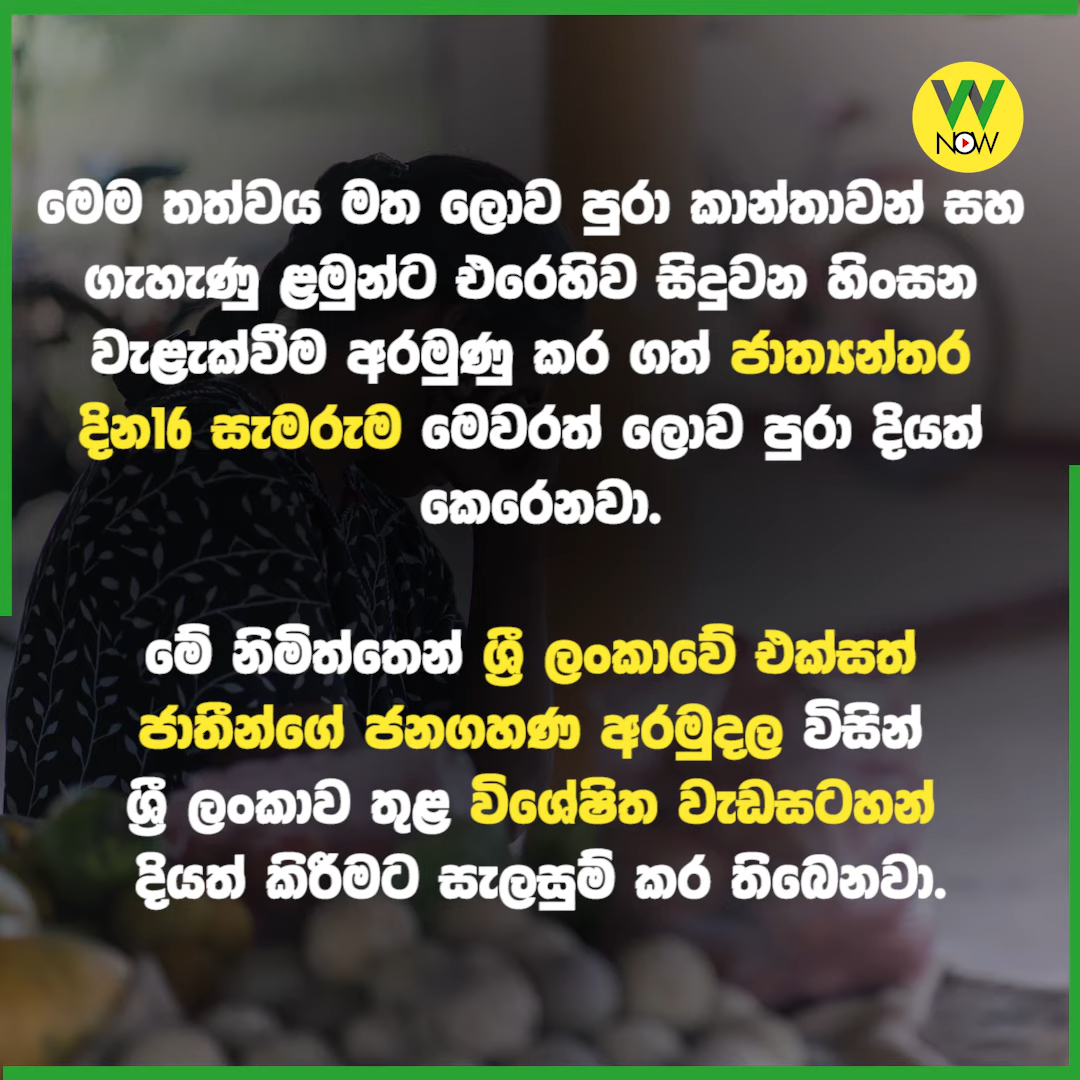 W
NOW
මෙම තත්වය මත ලොව පුරා කාන්තාවන් සහ
ගැහැණු ළමුන්ට එරෙහිව සිදුවන හිංසන
වැළැක්වීම අරමුණු කර ගත් ජාත්‍යන්තර
දින16 සැමරුම මෙවරත් ලොව පුරා දියත්
කෙරෙනවා.
මේ නිමිත්තෙන් ශ්‍රී ලංකාවේ එක්සත්
ජාතීන්ගේ ජනගහණ අරමුදල විසින්
ශ්‍රී ලංකාව තුළ විශේෂිත වැඩසටහන්
දියත් කිරීමට සැලසුම් කර තිබෙනවා.